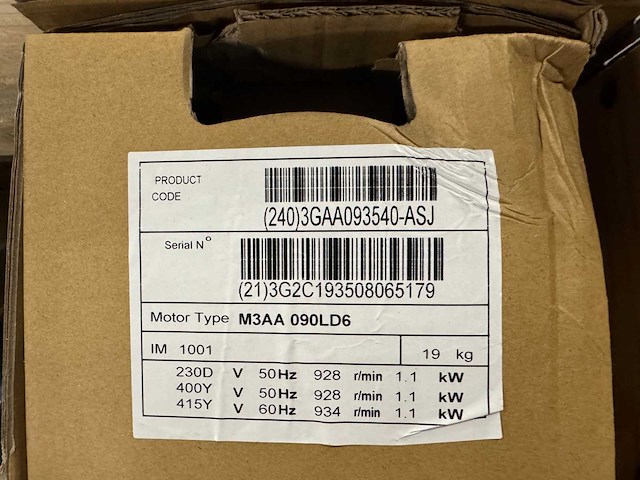 PRODUCT
CODE
(240)3GAA093540-ASJ
Serial N°
(21)3G2C193508065179
Motor Type M3AA 090LD6
IM 1001
19 kg
230D V 50Hz 928 r/min 1.1 kW
400Y V 50Hz 928 r/min 1.1 kW
415Y V 60Hz 934 r/min 1.1 kW